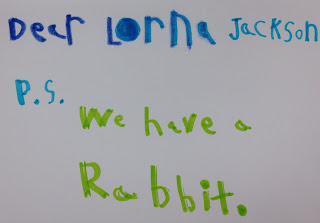 Dear Lorna Jackson
P.S.
We have a
Rabbit.